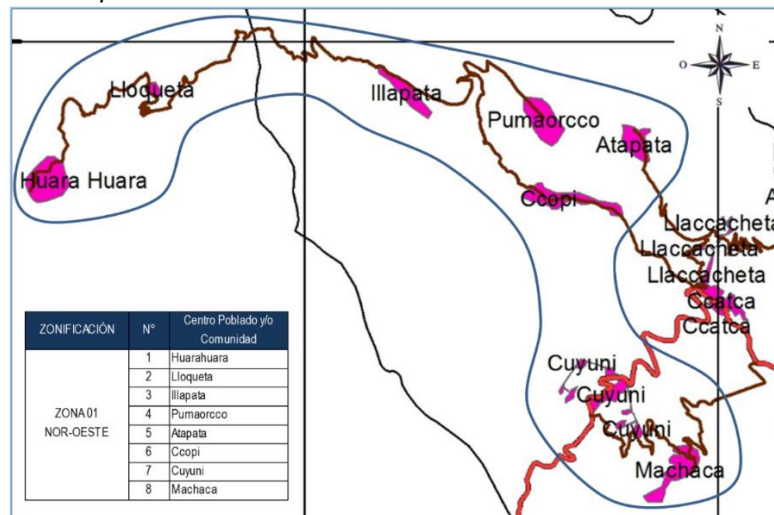 N
O
E
S
Lloqueta
Illapata
Pumaorcco
Atapata
Huara Huara
Ccopi
Llaccacheta
Llaccacheta
Llaccacheta
Ccatca
Ccatca
Cuyuni
Cuyuni
Cuyuni
Machaca
ZONIFICACIÓN
Nº
Centro Poblado y/o
Comunidad
ZONA 01
NOR-OESTE
1 Huarahuara
2 Lloqueta
3 Illapata
4 Pumaorcco
5 Atapata
6 Ccopi
7 Cuyuni
8 Machaca